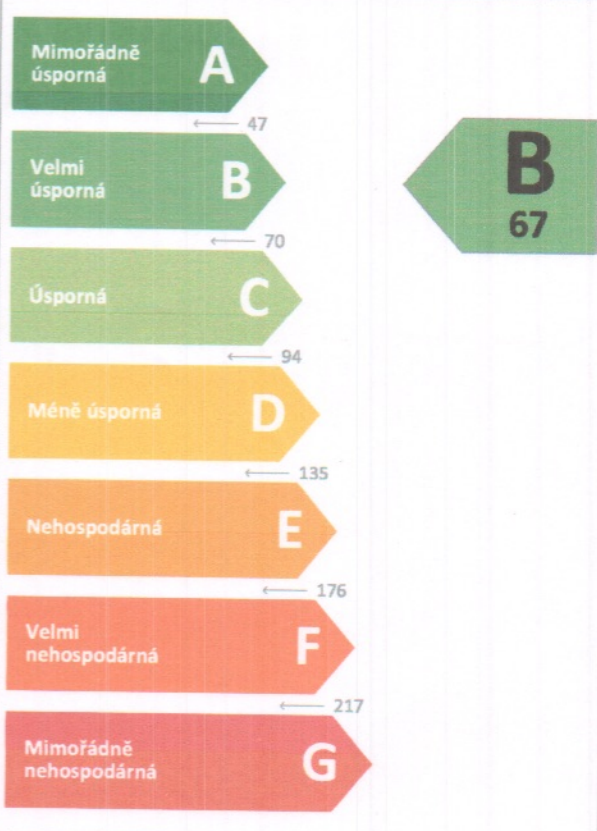 Mimořádně
úsporná
A
← 47
B
67
Velmi
úsporná
B
← 70
Úsporná
C
← 94
Méně úsporná
D
← 135
Nehospodárná
E
← 176
Velmi
nehospodárná
F
← 217
Mimořádně
nehospodárná
G